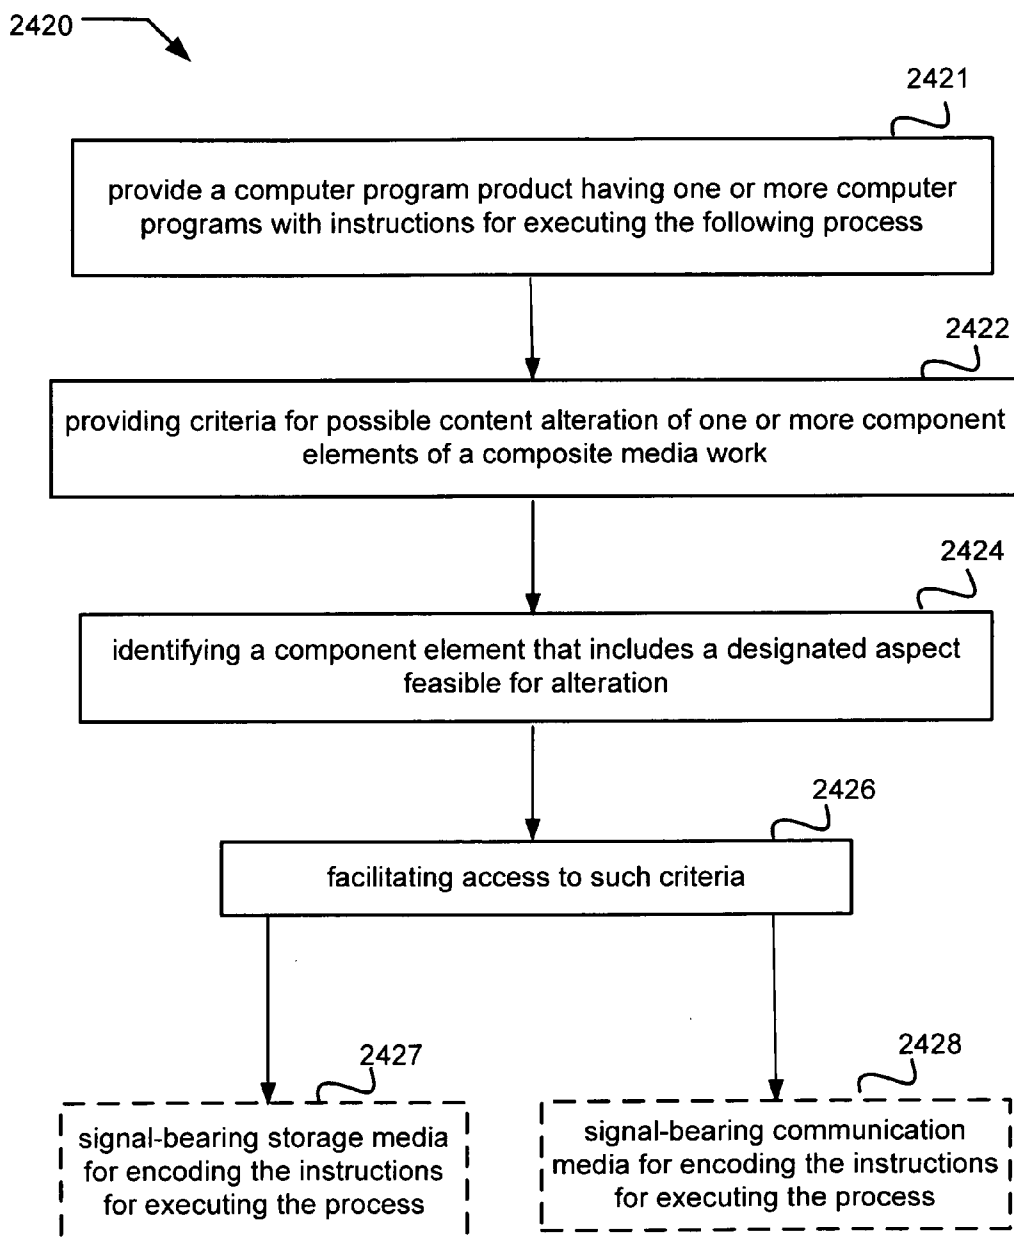 2420
2421
provide a computer program product having one or more computer
programs with instructions for executing the following process
2422
providing criteria for possible content alteration of one or more component
elements of a composite media work
2424
identifying a component element that includes a designated aspect
feasible for alteration
2426
facilitating access to such criteria
2427
signal-bearing storage media
for encoding the instructions
for executing the process
2428
signal-bearing communication
media for encoding the instructions
for executing the process